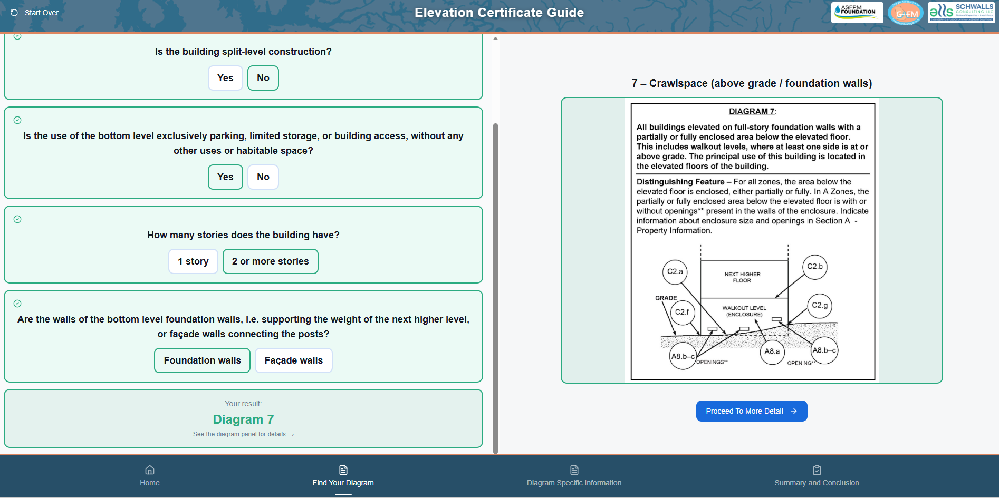 Start Over
Elevation Certificate Guide
ASFPM
FOUNDATION
GAFM
SCHWALLS
CONSULTING LLC
Is the building split-level construction?
Yes
No
Is the use of the bottom level exclusively parking, limited storage, or building access, without any
other uses or habitable space?
Yes
No
How many stories does the building have?
1 story
2 or more stories
Are the walls of the bottom level foundation walls, i.e. supporting the weight of the next higher level,
or façade walls connecting the posts?
Foundation walls
Façade walls
Your result:
Diagram 7
See the diagram panel for details →
7 – Crawlspace (above grade / foundation walls)
DIAGRAM 7:
All buildings elevated on full-story foundation walls with a
partially or fully enclosed area below the elevated floor.
This includes walkout levels, where at least one side is at or
above grade. The principal use of this building is located in
the elevated floors of the building.
Distinguishing Feature – For all zones, the area below the
elevated floor is enclosed, either partially or fully. In A Zones, the
partially or fully enclosed area below the elevated floor is with or
without openings** present in the walls of the enclosure. Indicate
information about enclosure size and openings in Section A -
Property Information.
C2.a
C2.b
NEXT HIGHER
FLOOR
GRADE
C2.f
WALKOUT LEVEL
(ENCLOSURE)
C2.g
A8.b–c
OPENINGS**
A8.a
OPENING**
A8.b–c
Proceed To More Detail →
Home
Find Your Diagram
Diagram Specific Information
Summary and Conclusion